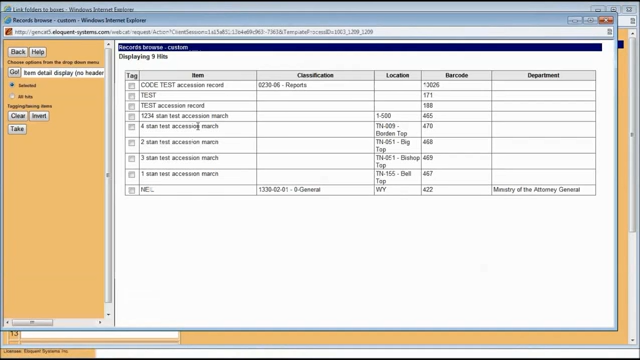 Link folders to boxes - Windows Internet Explorer
Records browse - custom - Windows Internet Explorer
Back Help
Choose options from the drop down menu
Go! Item detail display (no header
Selected
All hits
Tagging/taking items
Clear Invert
Take
Records browse - custom
Displaying 9 Hits
Tag Item Classification Location Barcode Department
CODE TEST accession record 0230-06 - Reports *3026
TEST 171
TEST accession record 188
1234 stan test accession march 1-500 465
4 stan test accession march TN-009 - Borden Top 470
2 stan test accession march TN-051 - Big Top 468
3 stan test accession march TN-051 - Bishop Top 469
1 stan test accession march TN-155 - Bell Top 467
NEIL 1330-02-01 - 0-General WY 422 Ministry of the Attorney General
13
Licensee: Eloquent Systems Inc